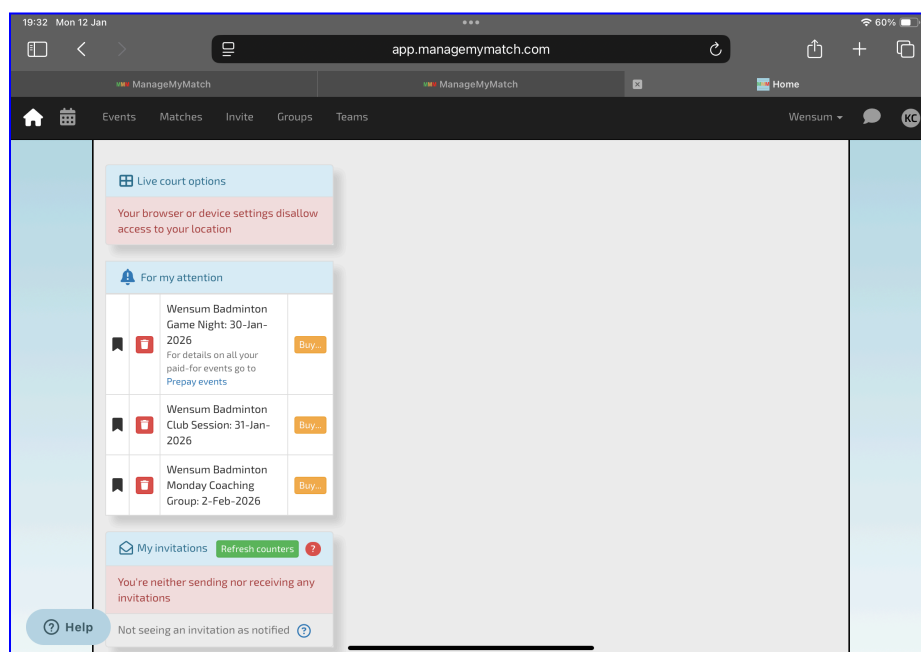 19:32 Mon 12 Jan
60%
app.managemymatch.com
ManageMyMatch
ManageMyMatch
Home
Events Matches Invite Groups Teams
Wensum
KC
Live court options
Your browser or device settings disallow
access to your location
For my attention
Wensum Badminton
Game Night: 30-Jan-
2026
For details on all your
paid-for events go to
Prepay events
Buy...
Wensum Badminton
Club Session: 31-Jan-
2026
Buy...
Wensum Badminton
Monday Coaching
Group: 2-Feb-2026
Buy...
My invitations Refresh counters ?
You're neither sending nor receiving any
invitations
Not seeing an invitation as notified ?
? Help